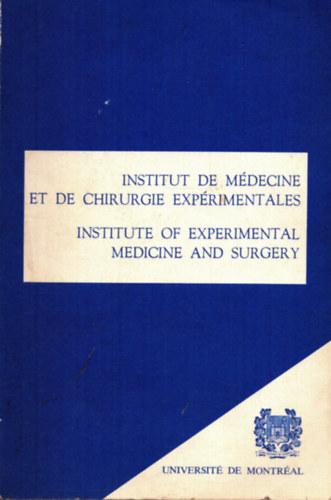 INSTITUT DE MÉDECINE
ET DE CHIRURGIE EXPÉRIMENTALES
INSTITUTE OF EXPERIMENTAL
MEDICINE AND SURGERY
UNIVERSITÉ DE MONTRÉAL